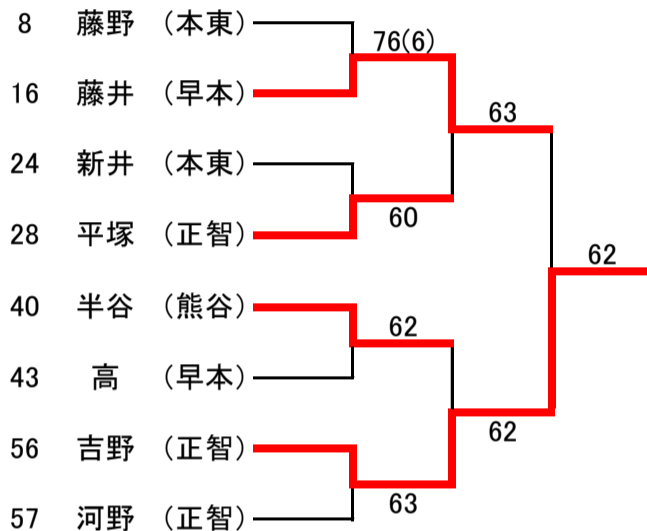 8 藤野 (本東)
76(6)
16 藤井 (早本)
63
24 新井 (本東)
60
28 平塚 (正智)
62
40 半谷 (熊谷)
62
43 高 (早本)
62
56 吉野 (正智)
63
57 河野 (正智)